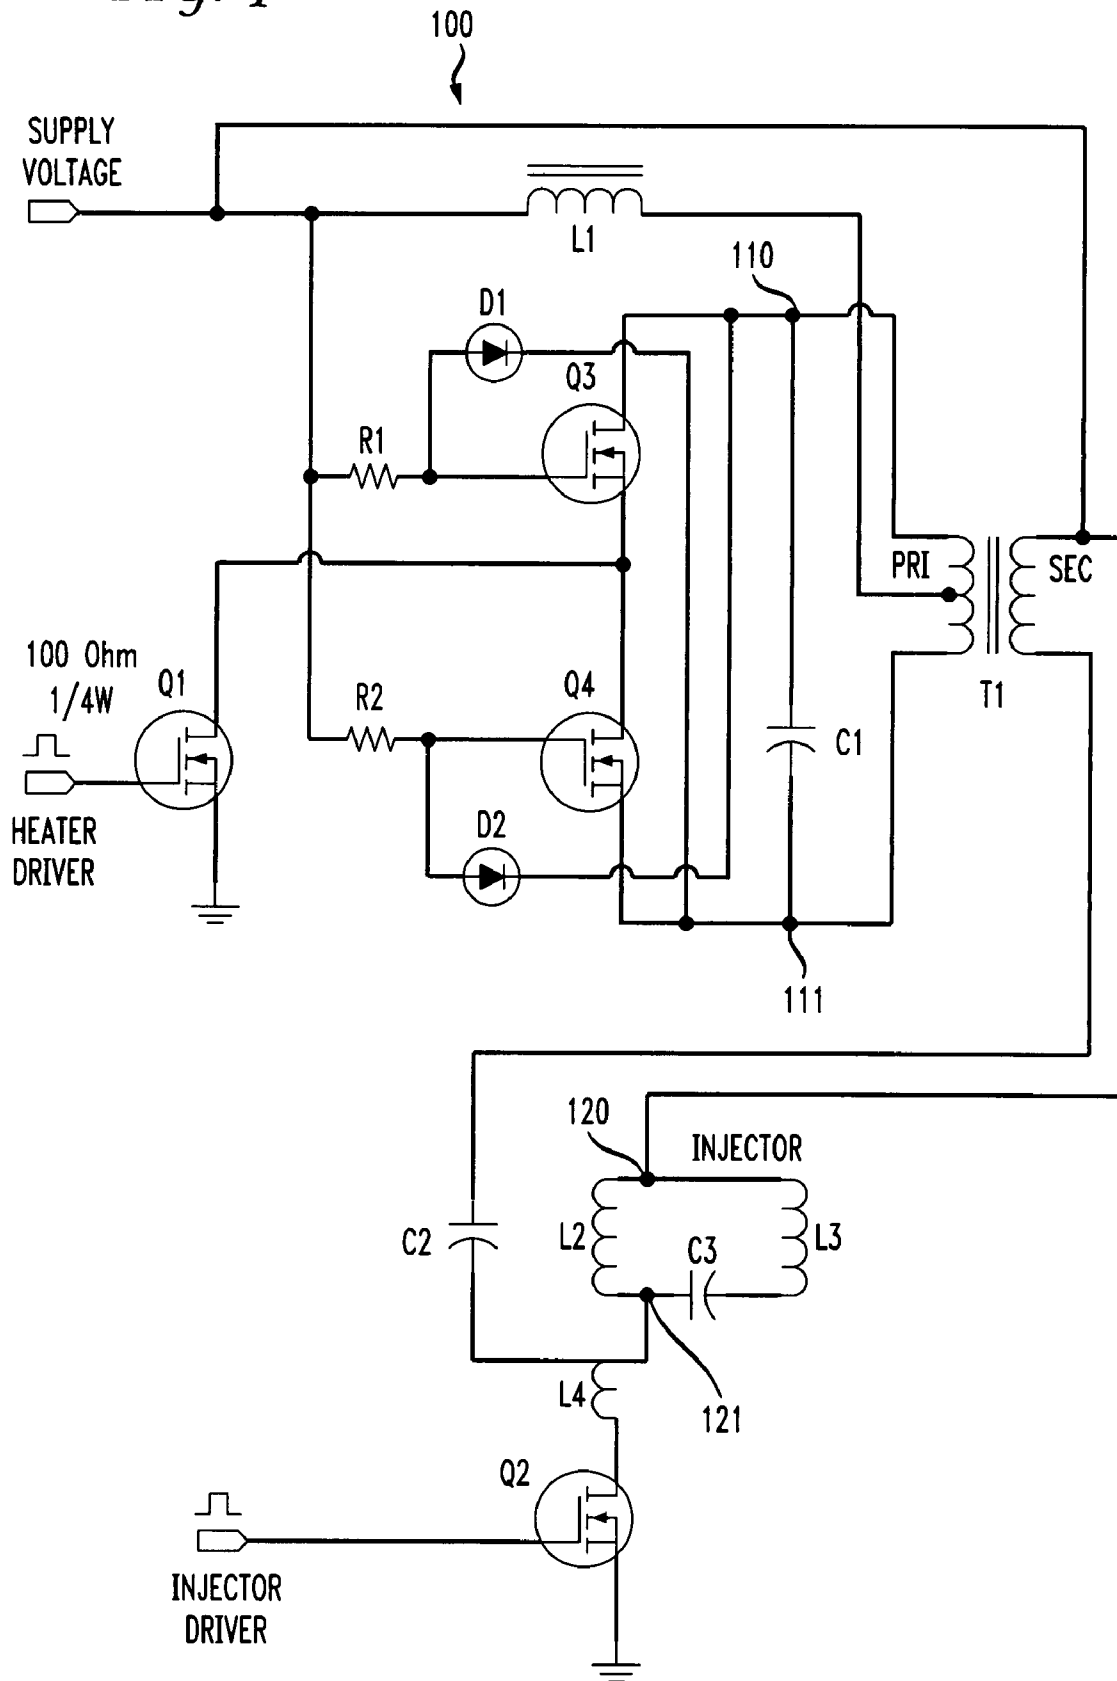 100
SUPPLY
VOLTAGE
L1
110
D1
Q3
R1
PRI
SEC
100 Ohm
1/4W
Q1
R2
Q4
T1
C1
HEATER
DRIVER
D2
111
120
INJECTOR
C2
L2
C3
L3
L4
121
Q2
INJECTOR
DRIVER